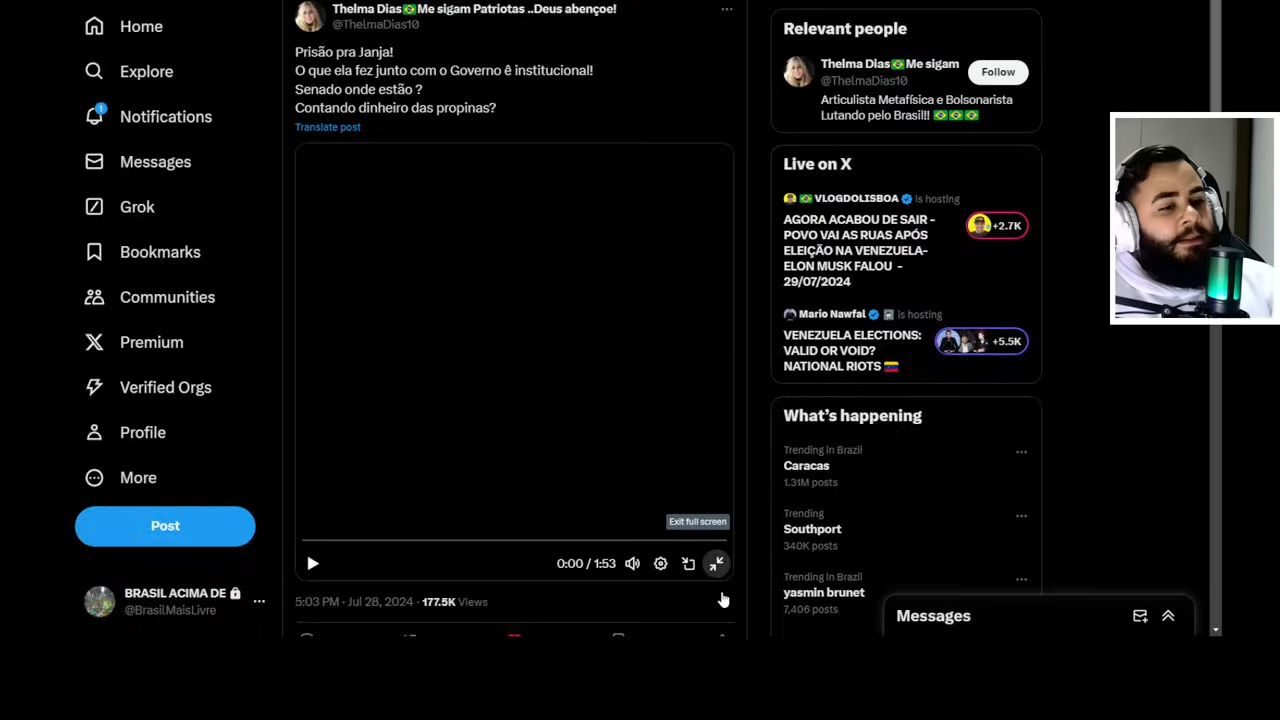 Home
Explore
1
Notifications
Messages
Grok
Bookmarks
Communities
Premium
Verified Orgs
Profile
More
Post
BRASIL ACIMA DE
@BrasilMaisLivre
Thelma Dias🇧🇷Me sigam Patriotas ..Deus abençoe!
@ThelmaDias10
Prisão pra Janja!
O que ela fez junto com o Governo ê institucional!
Senado onde estão ?
Contando dinheiro das propinas?
Translate post
Exit full screen
0:00 / 1:53
5:03 PM · Jul 28, 2024 · 177.5K Views
Relevant people
Thelma Dias🇧🇷Me sigam
@ThelmaDias10
Follow
Articulista Metafísica e Bolsonarista
Lutando pelo Brasil!! 🇧🇷🇧🇷🇧🇷
Live on X
🇧🇷 VLOGDOLISBOA is hosting
AGORA ACABOU DE SAIR -
POVO VAI AS RUAS APÓS
ELEIÇÃO NA VENEZUELA-
ELON MUSK FALOU -
29/07/2024
+2.7K
Mario Nawfal is hosting
VENEZUELA ELECTIONS:
VALID OR VOID?
NATIONAL RIOTS 🇻🇪
+5.5K
What's happening
Trending in Brazil
Caracas
1.31M posts
Trending
Southport
340K posts
Trending in Brazil
yasmin brunet
7,406 posts
Messages